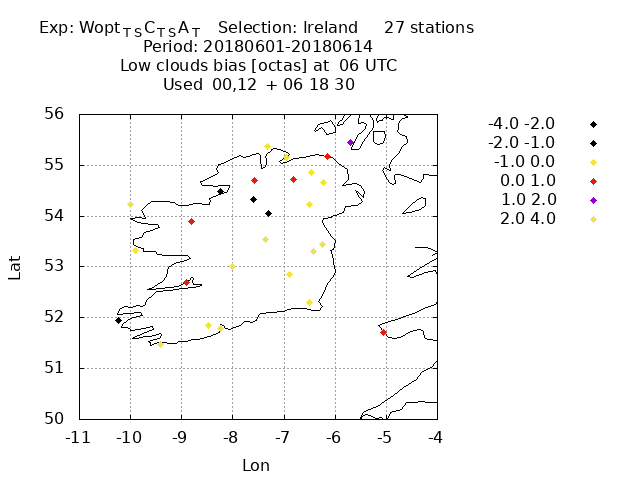 Exp: Wopt_TS C_TS A_T Selection: Ireland 27 stations
Period: 20180601-20180614
Low clouds bias [octas] at 06 UTC
Used 00,12 + 06 18 30
56
55
54
53
52
51
50
Lat
-11 -10 -9 -8 -7 -6 -5 -4
Lon
-4.0 -2.0
-2.0 -1.0
-1.0 0.0
0.0 1.0
1.0 2.0
2.0 4.0